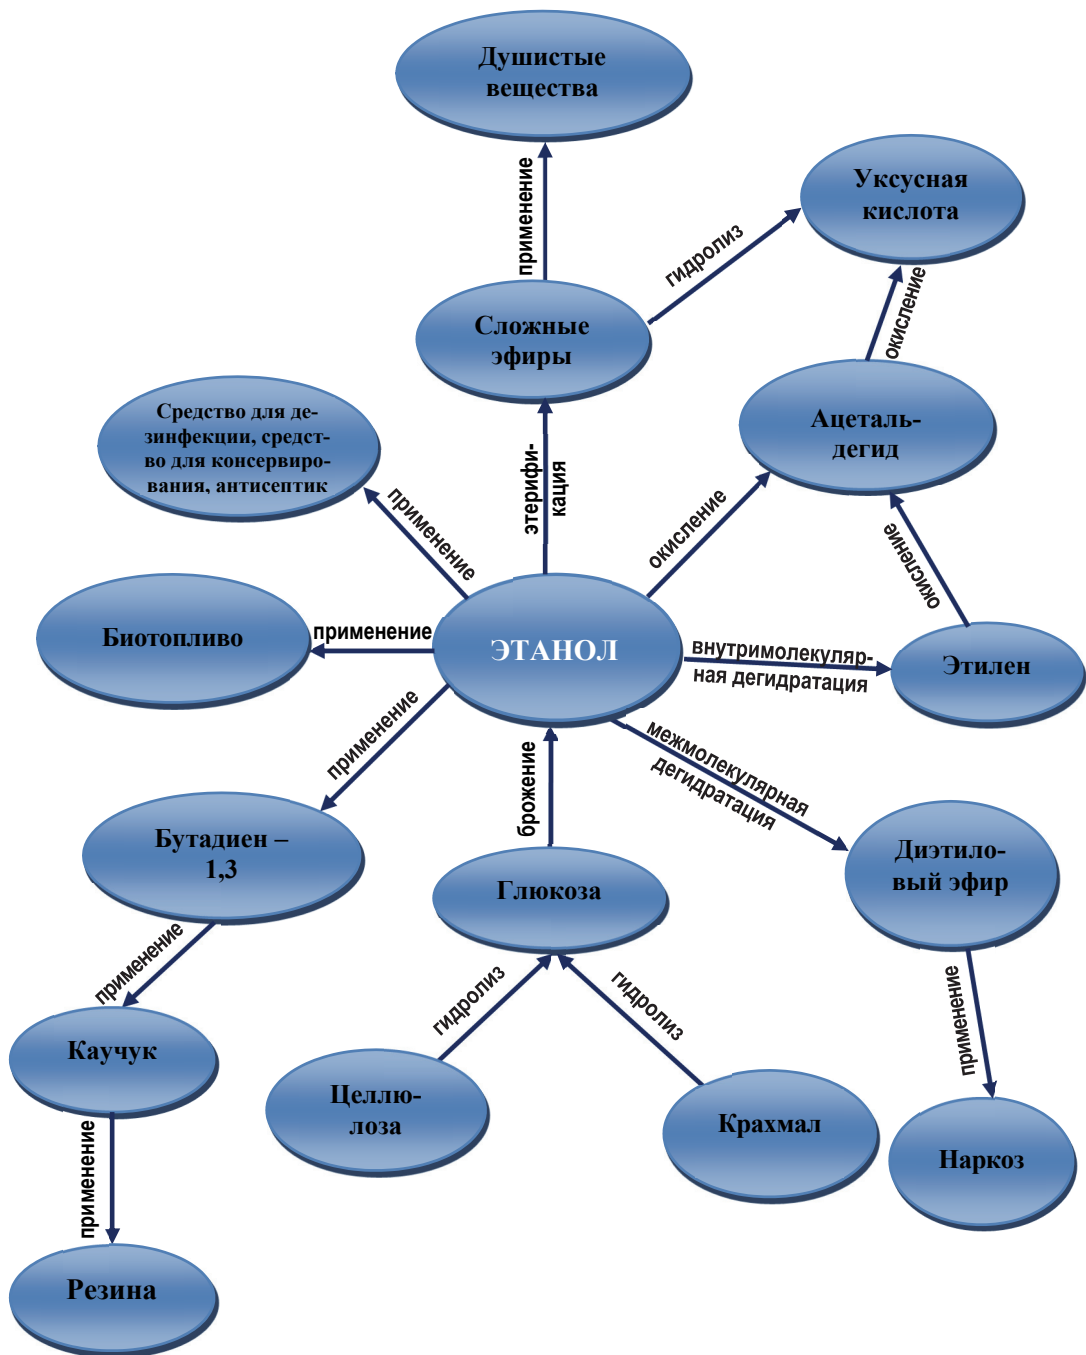 Душистые
вещества
применение
Уксусная
кислота
гидролиз
окисление
Сложные
эфиры
Ацеталь-
дегид
Средство для де-
зинфекции, средст-
во для консервиро-
вания, антисептик
применение
этерифи-
кация
окисление
окисление
Биотопливо
применение
ЭТАНОЛ
внутримолекуляр-
ная дегидратация
Этилен
применение
брожение
межмолекулярная
дегидратация
Бутадиен –
1,3
Глюкоза
Диэтило-
вый эфир
применение
гидролиз
гидролиз
применение
Каучук
Целлю-
лоза
Крахмал
Наркоз
применение
Резина